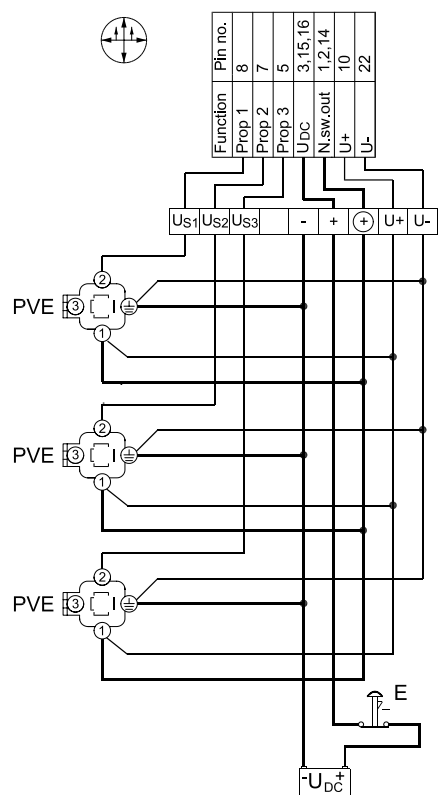 Function Pin no.
Prop 1 8
Prop 2 7
Prop 3 5
UDC 3,15,16
N.sw.out 1,2,14
U+ 10
U- 22
US1 US2 US3 - + + U+ U-
2
PVE 3
1
2
PVE 3
1
2
PVE 3
1
E
- UDC +